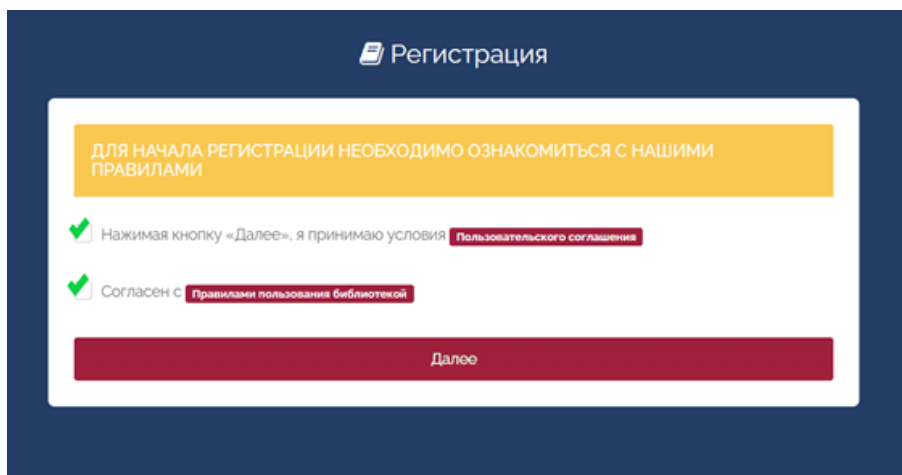 Регистрация
ДЛЯ НАЧАЛА РЕГИСТРАЦИИ НЕОБХОДИМО ОЗНАКОМИТЬСЯ С НАШИМИ
ПРАВИЛАМИ
Нажимая кнопку «Далее», я принимаю условия Пользовательского соглашения
Согласен с Правилами пользования библиотекой
Далее